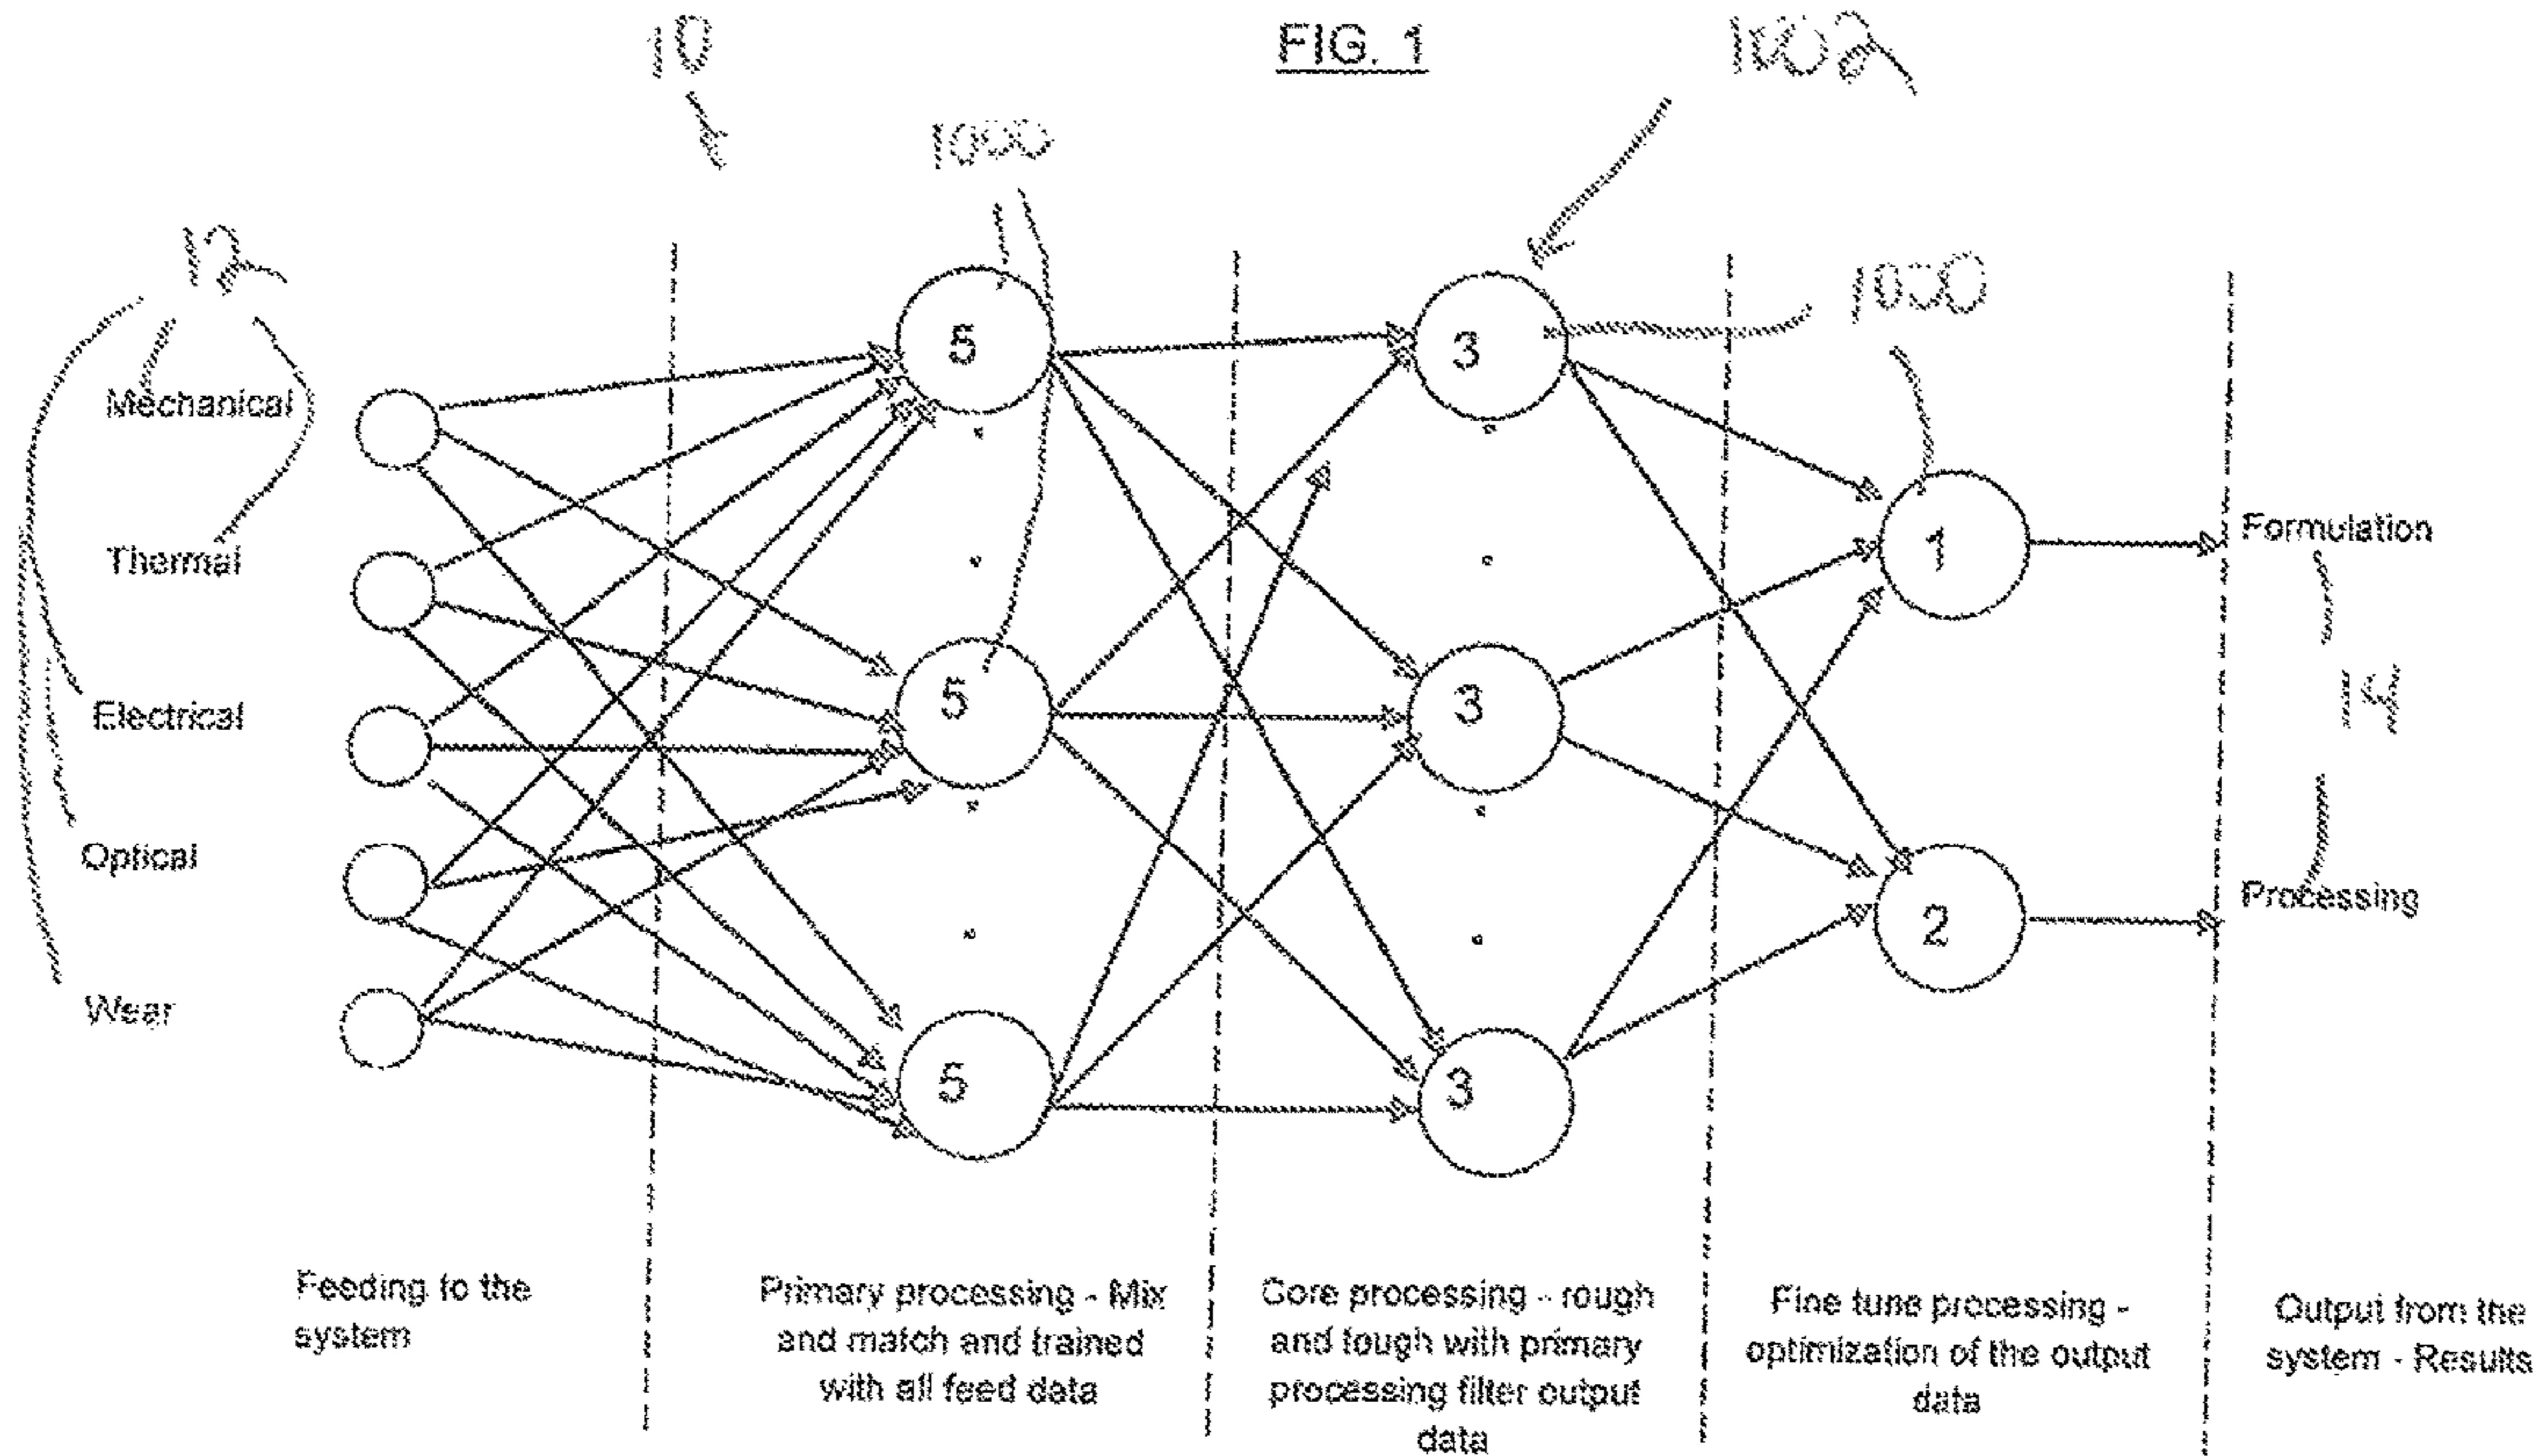 FIG. 1
10
1000
1002
12
1000
Mechanical
Thermal
Electrical
Optical
Wear
5
5
5
3
3
3
1
2
Formulation
14
Processing
Feeding to the
system
Primary processing - Mix
and match and trained
with all feed data
Core processing - rough
and tough with primary
processing filter output
data
Fine tune processing -
optimization of the output
data
Output from the
system - Results